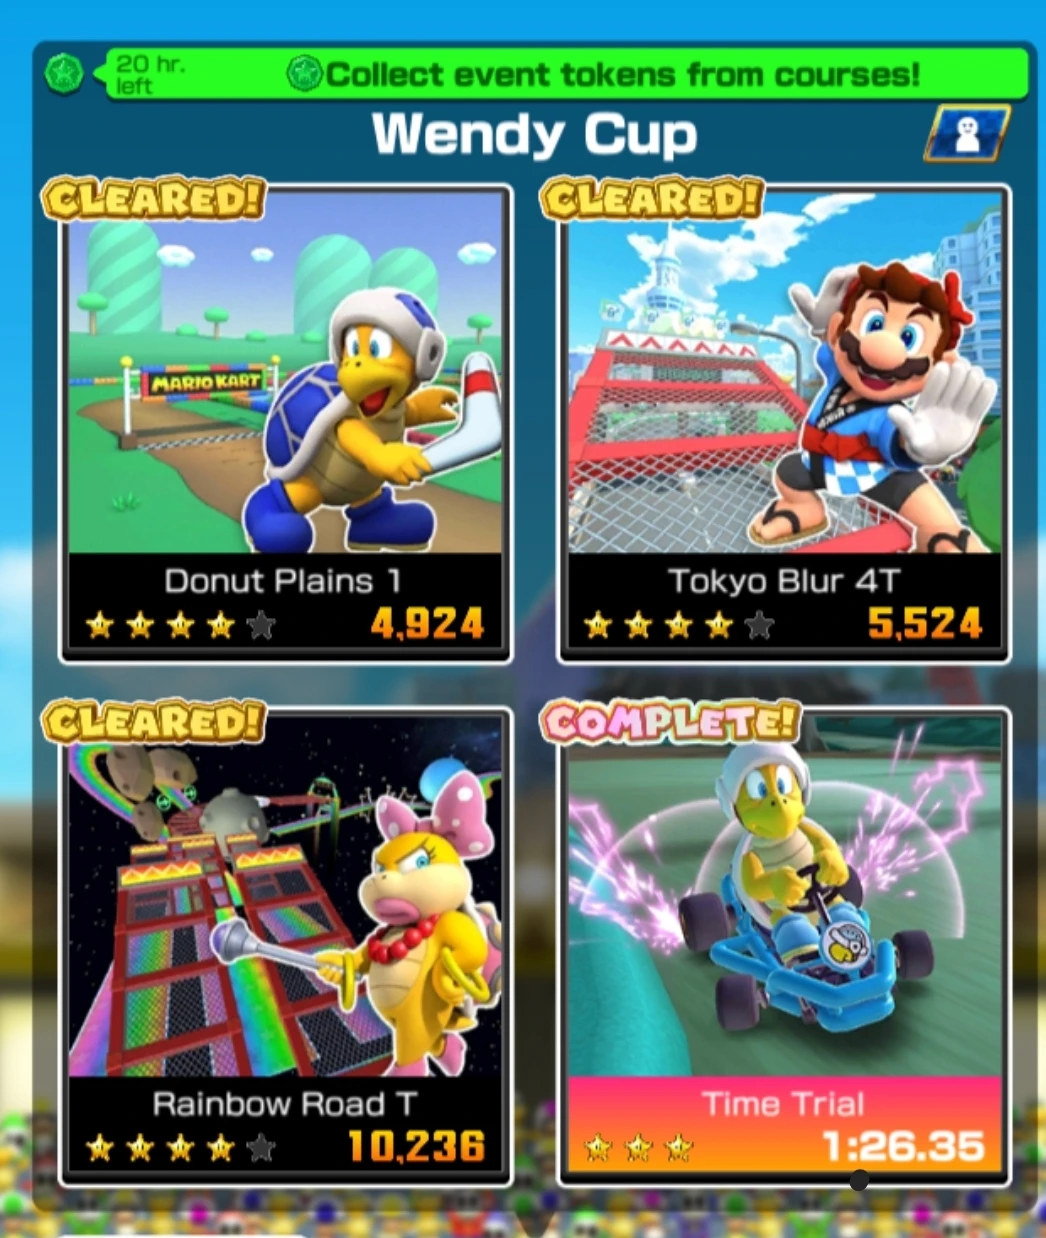 20 hr.
left
Collect event tokens from courses!
Wendy Cup
CLEARED!
CLEARED!
MARIO KART
Donut Plains 1
4,924
Tokyo Blur 4T
5,524
CLEARED!
COMPLETE!
Rainbow Road T
10,236
Time Trial
1:26.35